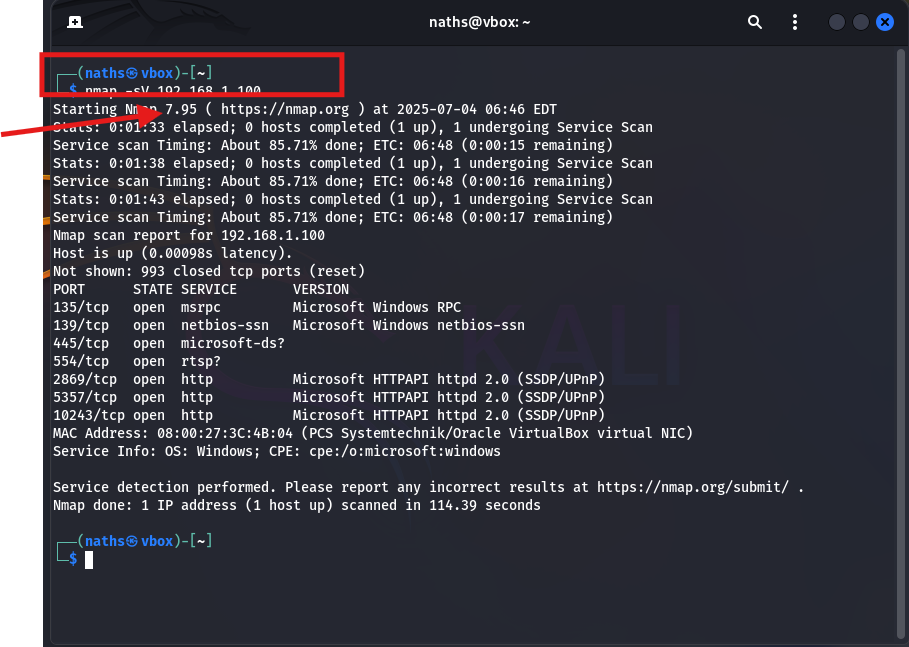 naths@vbox: ~
┌──(naths㉿vbox)-[~]
└─$ nmap -sV 192.168.1.100
Starting Nmap 7.95 ( https://nmap.org ) at 2025-07-04 06:46 EDT
Stats: 0:01:33 elapsed; 0 hosts completed (1 up), 1 undergoing Service Scan
Service scan Timing: About 85.71% done; ETC: 06:48 (0:00:15 remaining)
Stats: 0:01:38 elapsed; 0 hosts completed (1 up), 1 undergoing Service Scan
Service scan Timing: About 85.71% done; ETC: 06:48 (0:00:16 remaining)
Stats: 0:01:43 elapsed; 0 hosts completed (1 up), 1 undergoing Service Scan
Service scan Timing: About 85.71% done; ETC: 06:48 (0:00:17 remaining)
Nmap scan report for 192.168.1.100
Host is up (0.00098s latency).
Not shown: 993 closed tcp ports (reset)
PORT      STATE SERVICE       VERSION
135/tcp   open  msrpc         Microsoft Windows RPC
139/tcp   open  netbios-ssn   Microsoft Windows netbios-ssn
445/tcp   open  microsoft-ds?
554/tcp   open  rtsp?
2869/tcp  open  http          Microsoft HTTPAPI httpd 2.0 (SSDP/UPnP)
5357/tcp  open  http          Microsoft HTTPAPI httpd 2.0 (SSDP/UPnP)
10243/tcp open  http          Microsoft HTTPAPI httpd 2.0 (SSDP/UPnP)
MAC Address: 08:00:27:3C:4B:04 (PCS Systemtechnik/Oracle VirtualBox virtual NIC)
Service Info: OS: Windows; CPE: cpe:/o:microsoft:windows
Service detection performed. Please report any incorrect results at https://nmap.org/submit/ .
Nmap done: 1 IP address (1 host up) scanned in 114.39 seconds
┌──(naths㉿vbox)-[~]
└─$
KALI